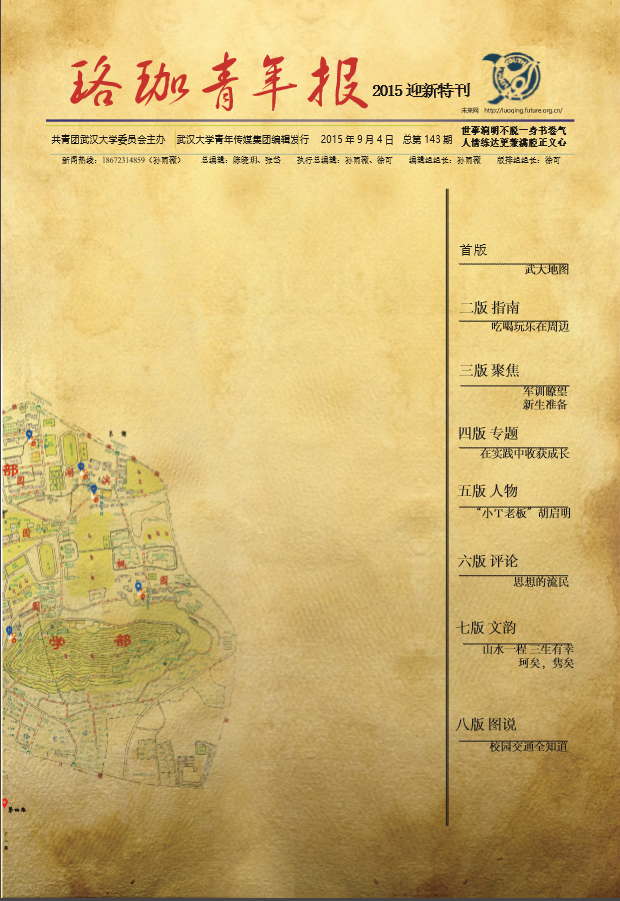 珞珈青年报 2015 迎新特刊
未来网 http://luoqing.future.org.cn/
共青团武汉大学委员会主办 武汉大学青年传媒集团编辑发行 2015 年 9 月 4 日 总第 143 期
世事洞明不脱一身书卷气
人情练达更兼满腔正义心
新闻热线：18672314859（孙雨薇） 总编辑：陈晓玥、张岱 执行总编辑：孙雨薇、徐可 编辑组组长：孙雨薇 版排组组长：徐可
首版
武大地图
二版 指南
吃喝玩乐在周边
三版 聚焦
军训瞭望
新生准备
四版 专题
在实践中收获成长
五版 人物
“小 T 老板”胡启明
六版 评论
思想的流民
七版 文韵
山水一程 三生有幸
珂矣，隽矣
八版 图说
校园交通全知道
东 湖
部
学 部